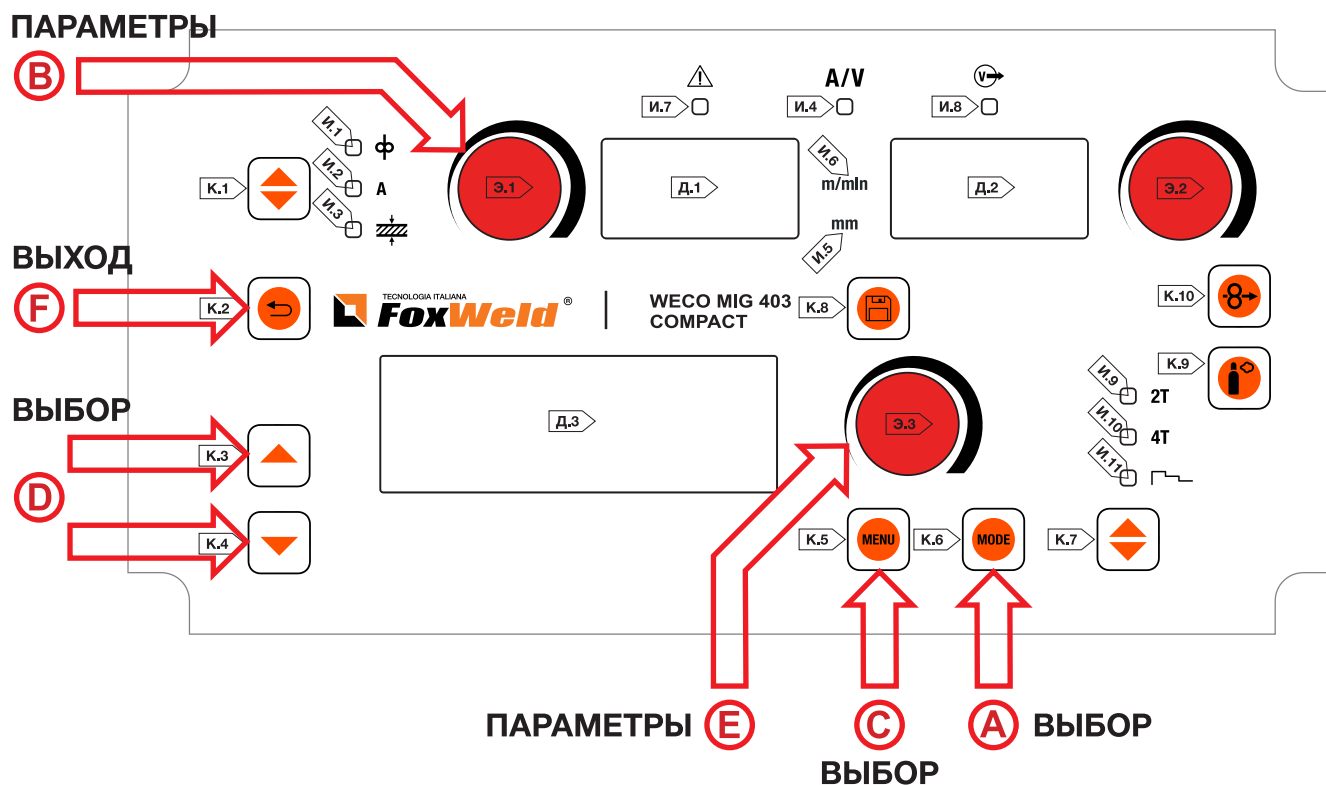 ПАРАМЕТРЫ
B
A/V
И.7
И.4
И.8
И.1
И.2
A
И.3
К.1
Э.1
Д.1
И.6
m/min
mm
И.5
Д.2
Э.2
ВЫХОД
F
К.2
TECNOLOGIA ITALIANA
FoxWeld ®
WECO MIG 403
COMPACT
К.8
К.10
К.9
ВЫБОР
D
К.3
К.4
Д.3
Э.3
И.9
2T
И.10
4T
И.11
К.5
MENU
К.6
MODE
К.7
ПАРАМЕТРЫ
E
C
ВЫБОР
A
ВЫБОР
V
8